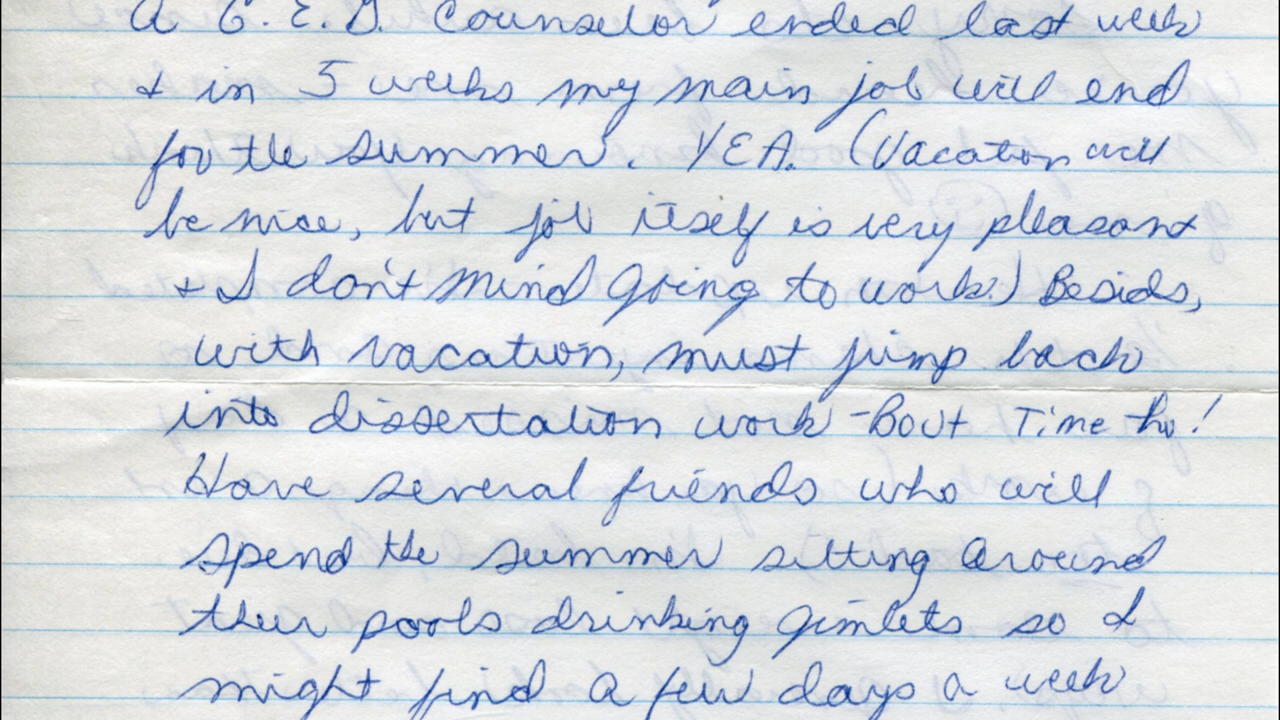 a G. E. D. Counselor ended last week
& in 5 weeks my main job will end
for the summer. YEA. (Vacation will
be nice, but job itself is very pleasant
& I don't mind going to work.) Besids,
with vacation, must jump back
into dissertation work - Bout Time tho!
Have several friends who will
spend the summer sitting around
their pools drinking gimlets so I
might find a few days a week